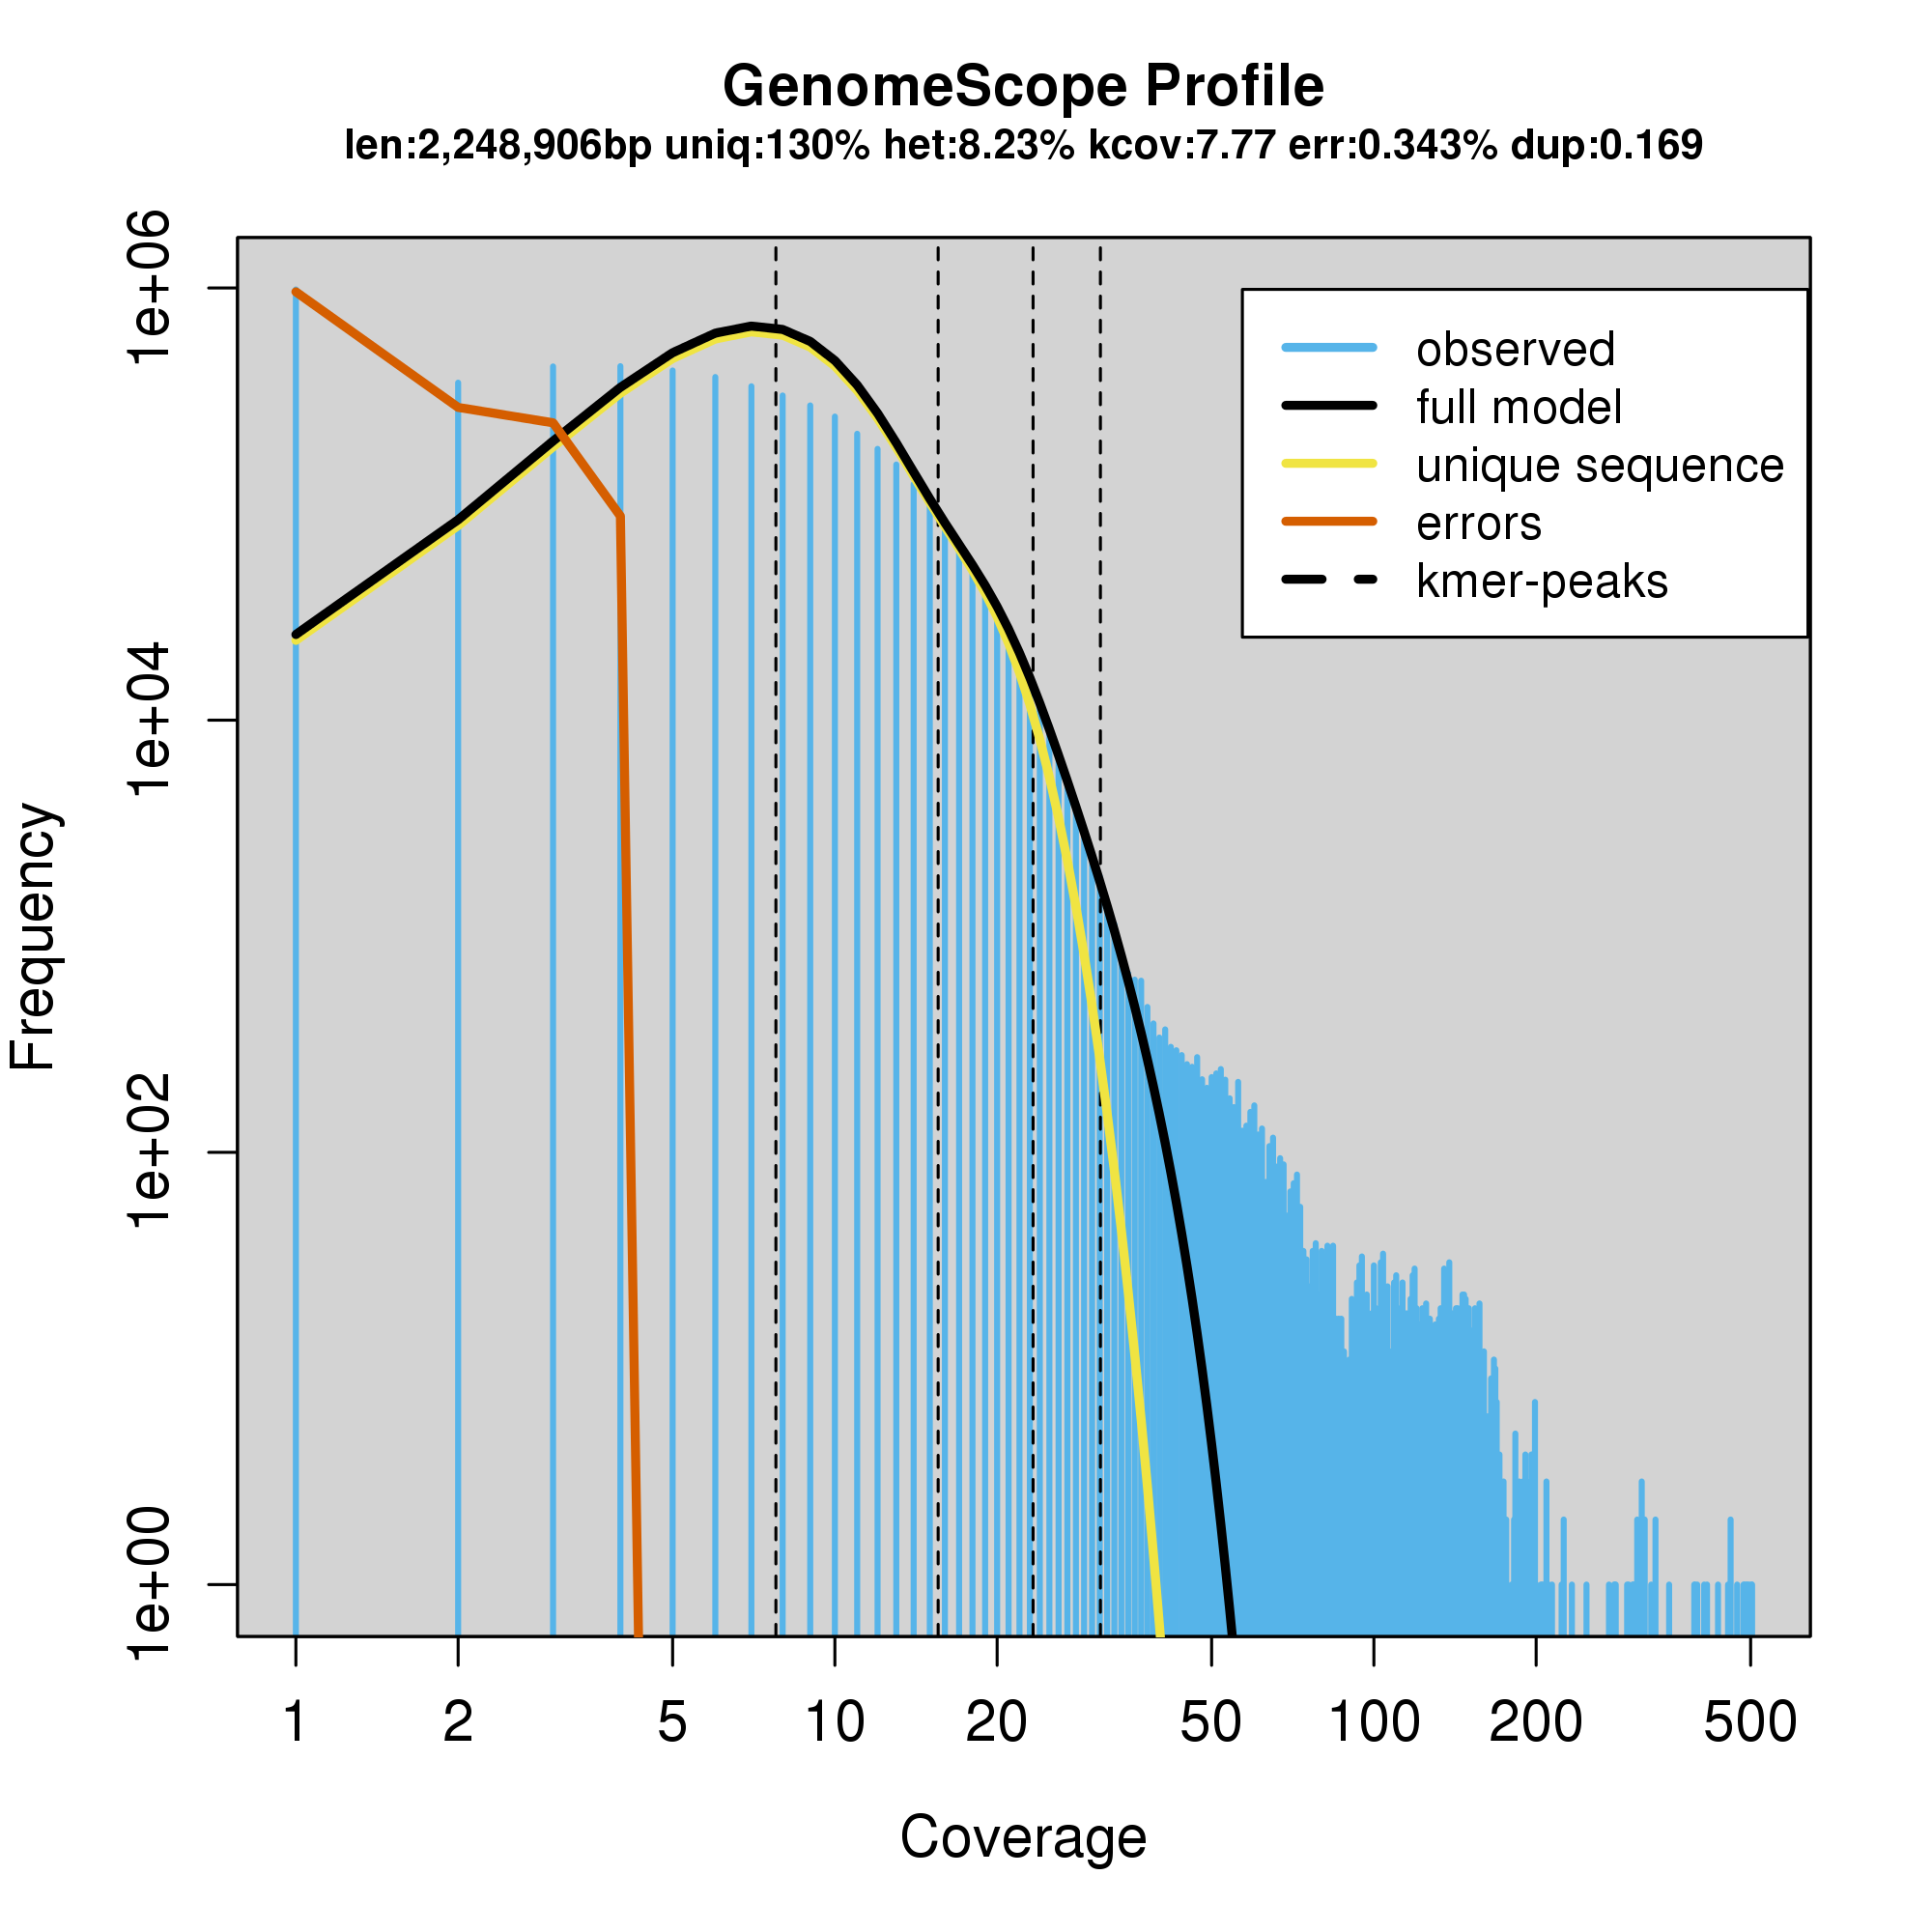 GenomeScope Profile
len:2,248,906bp uniq:130% het:8.23% kcov:7.77 err:0.343% dup:0.169
observed
full model
unique sequence
errors
kmer-peaks
Frequency
1e+06
1e+04
1e+02
1e+00
1 2 5 10 20 50 100 200 500
Coverage